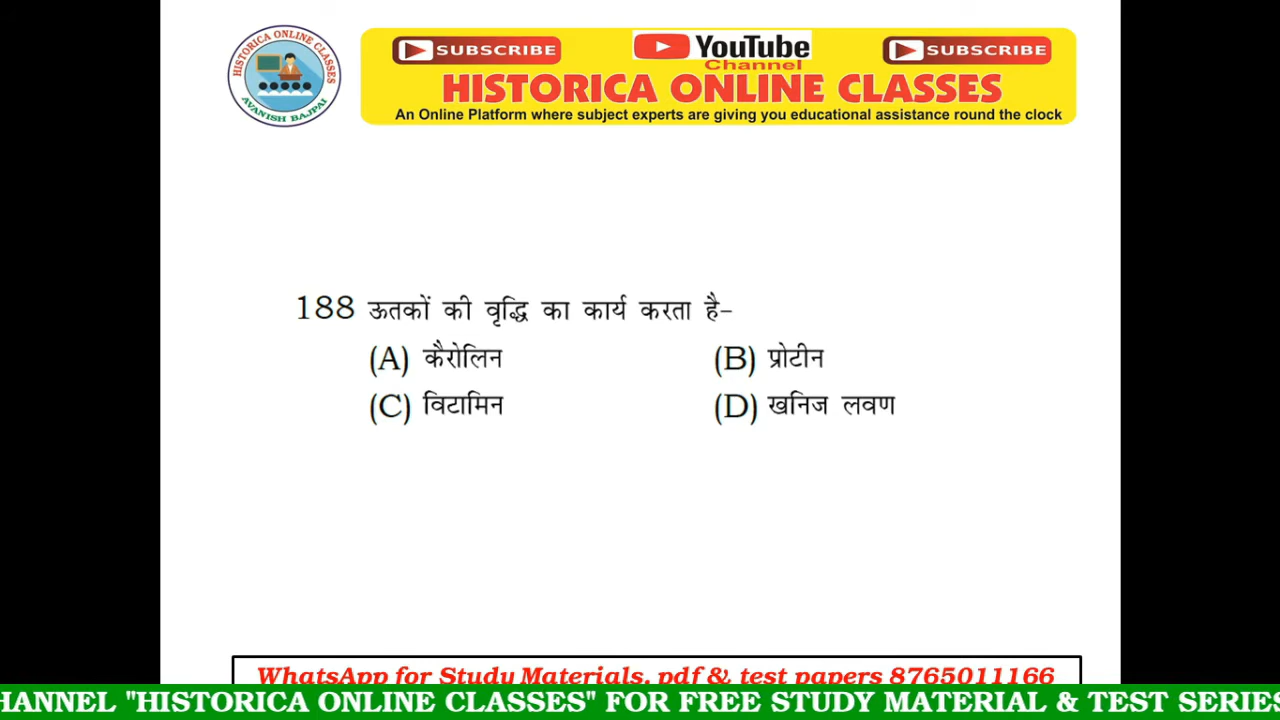 HISTORICA ONLINE CLASSES
AVANISH BAJPAI
SUBSCRIBE
YouTube
Channel
SUBSCRIBE
HISTORICA ONLINE CLASSES
An Online Platform where subject experts are giving you educational assistance round the clock
188 ऊतकों की वृद्धि का कार्य करता है-
(A) कैरोलिन (B) प्रोटीन
(C) विटामिन (D) खनिज लवण
WhatsApp for Study Materials, pdf & test papers 8765011166
HANNEL "HISTORICA ONLINE CLASSES" FOR FREE STUDY MATERIAL & TEST SERIES